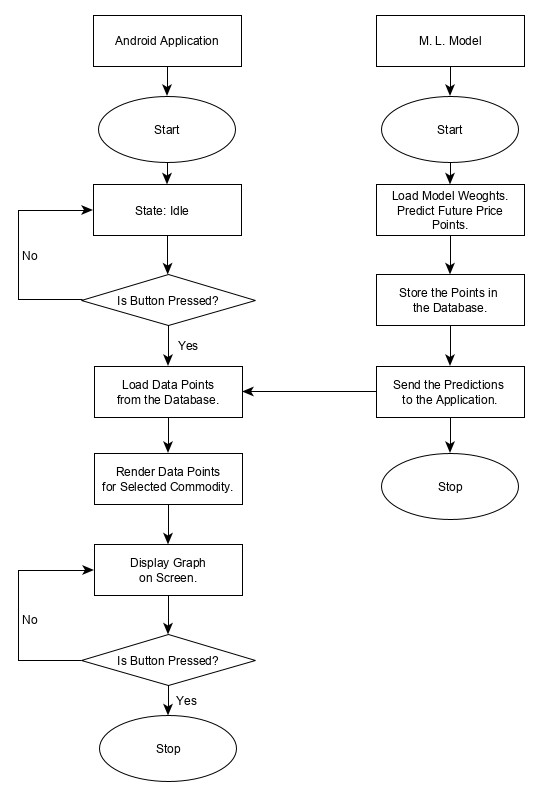 Android Application
Start
State: Idle
No
Is Button Pressed?
Yes
Load Data Points
from the Database.
Render Data Points
for Selected Commodity.
Display Graph
on Screen.
No
Is Button Pressed?
Yes
Stop
M. L. Model
Start
Load Model Weoghts.
Predict Future Price
Points.
Store the Points in
the Database.
Send the Predictions
to the Application.
Stop